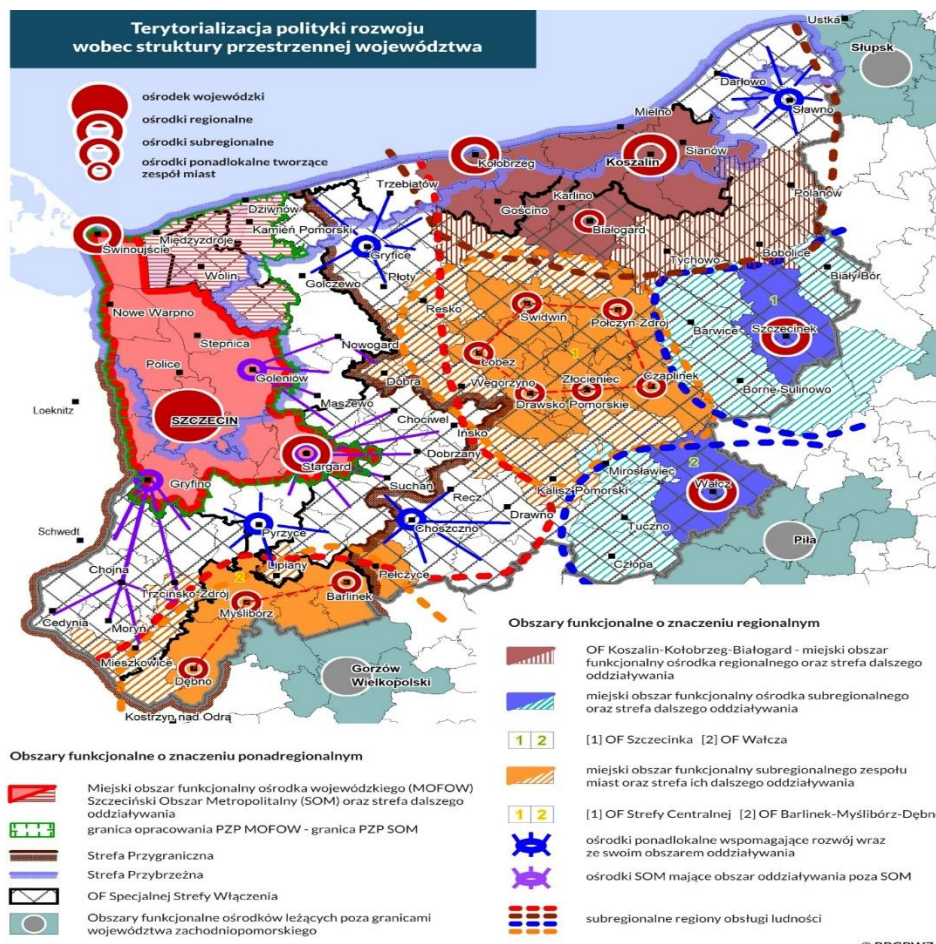 Terytorializacja polityki rozwoju
wobec struktury przestrzennej województwa
ośrodek wojewódzki
ośrodki regionalne
ośrodki subregionalne
ośrodki ponadlokalne tworzące
zespół miast
Ustka
Słupsk
Darłowo
Sławno
Mielno
Sianów
Kołobrzeg
Koszalin
Trzebiatów
Karlino
Gościno
Białogard
Polanów
Dziwnów
Kamień Pomorski
Świnoujście
Międzyzdroje
Gryfice
Tychowo
Bobolice
Biały Bór
Wolin
Golczewo
Płoty
Resko
Świdwin
Połczyn-Zdrój
Barwice
1
Szczecinek
Nowe Warpno
Stepnica
Nowogard
Police
Goleniów
Łobez
1
Dobra
Węgorzyno
Złocieniec
Czaplinek
Borne Sulinowo
Drawsko Pomorskie
Maszewo
Loeknitz
SZCZECIN
Chociwel
Ińsko
Dobrzany
Stargard
Mirosławiec
2
Suchań
Kalisz Pomorski
Wałcz
Gryfino
Recz
Drawno
Tuczno
Schwedt
Pyrzyce
Choszczno
Człopa
Piła
Chojna
Lipiany
2
Pełczyce
Trzcińsko-Zdrój
Barlinek
Myślibórz
Cedynia
Moryń
Mieszkowice
Dębno
Gorzów
Wielkopolski
Kostrzyn nad Odrą
Obszary funkcjonalne o znaczeniu regionalnym
OF Koszalin-Kołobrzeg-Białogard - miejski obszar
funkcjonalny ośrodka regionalnego oraz strefa dalszego
oddziaływania
miejski obszar funkcjonalny ośrodka subregionalnego
oraz strefa dalszego oddziaływania
1 2 [1] OF Szczecinka [2] OF Wałcza
miejski obszar funkcjonalny subregionalnego zespołu
miast oraz strefa ich dalszego oddziaływania
1 2 [1] OF Strefy Centralnej [2] OF Barlinek-Myślibórz-Dębn
ośrodki ponadlokalne wspomagające rozwój wraz
ze swoim obszarem oddziaływania
ośrodki SOM mające obszar oddziaływania poza SOM
subregionalne regiony obsługi ludności
Obszary funkcjonalne o znaczeniu ponadregionalnym
Miejski obszar funkcjonalny ośrodka wojewódzkiego (MOFOW)
Szczeciński Obszar Metropolitalny (SOM) oraz strefa dalszego
oddziaływania
granica opracowania PZP MOFOW - granica PZP SOM
Strefa Przygraniczna
Strefa Przybrzeżna
OF Specjalnej Strefy Włączenia
Obszary funkcjonalne ośrodków leżących poza granicami
województwa zachodniopomorskiego